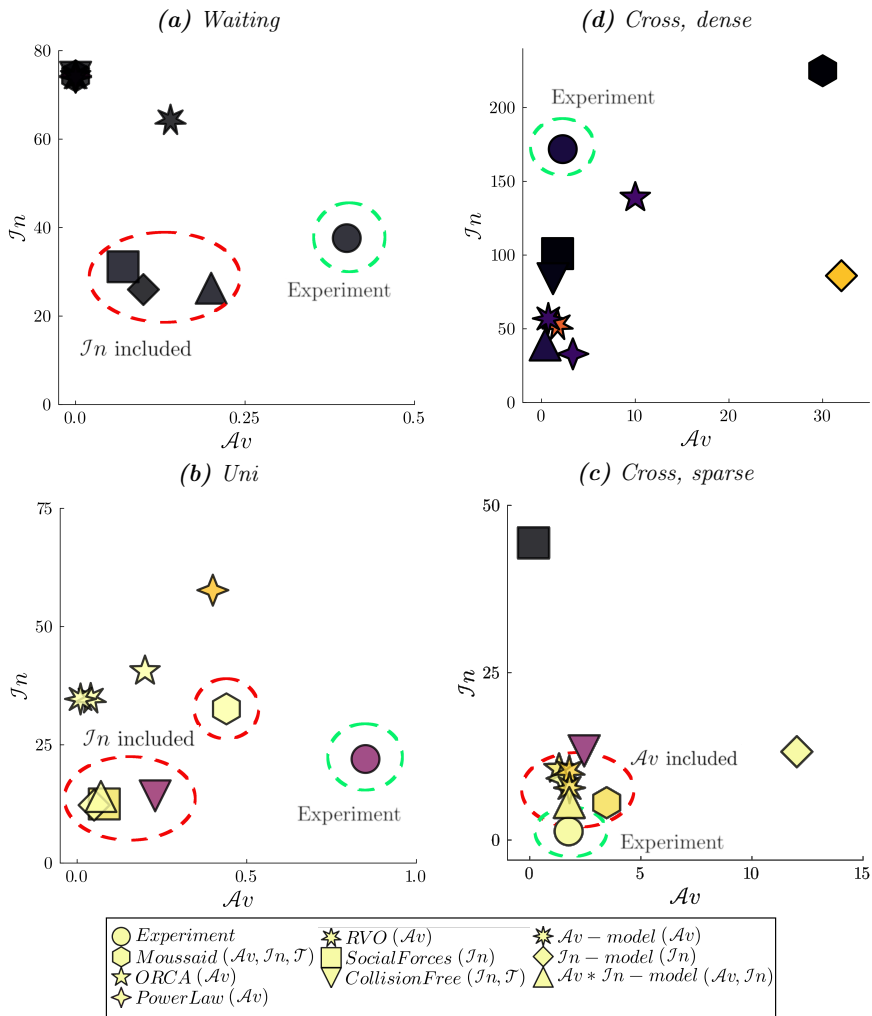 (a) Waiting
80
60
40
20
0
0.0
0.25
0.5
𝓘n
𝓐v
𝓘n included
Experiment
(d) Cross, dense
200
150
100
50
0
0
10
20
30
𝓘n
𝓐v
Experiment
(b) Uni
75
50
25
0
0.0
0.5
1.0
𝓘n
𝓐v
𝓘n included
Experiment
(c) Cross, sparse
50
25
0
0
5
10
15
𝓘n
𝓐v
𝓐v included
Experiment
Experiment
Moussaid (𝓐v, 𝓘n, 𝓣)
ORCA (𝓐v)
PowerLaw (𝓐v)
RVO (𝓐v)
SocialForces (𝓘n)
CollisionFree (𝓘n, 𝓣)
𝓐v − model (𝓐v)
𝓘n − model (𝓘n)
𝓐v * 𝓘n − model (𝓐v, 𝓘n)